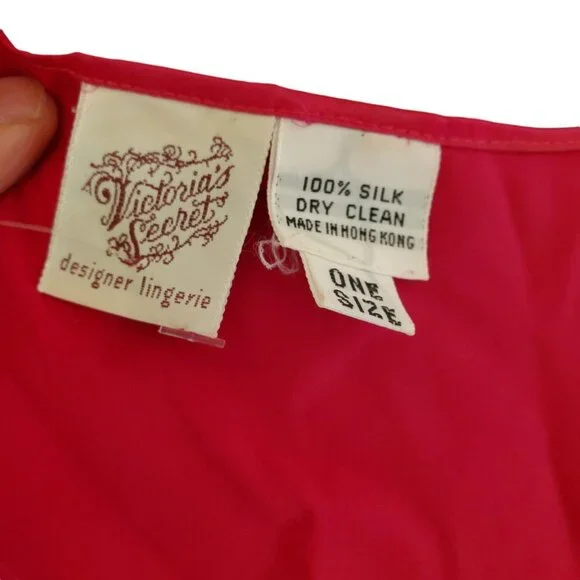 Victoria's
Secret
designer lingerie
100% SILK
DRY CLEAN
MADE IN HONG KONG
ONE
SIZE